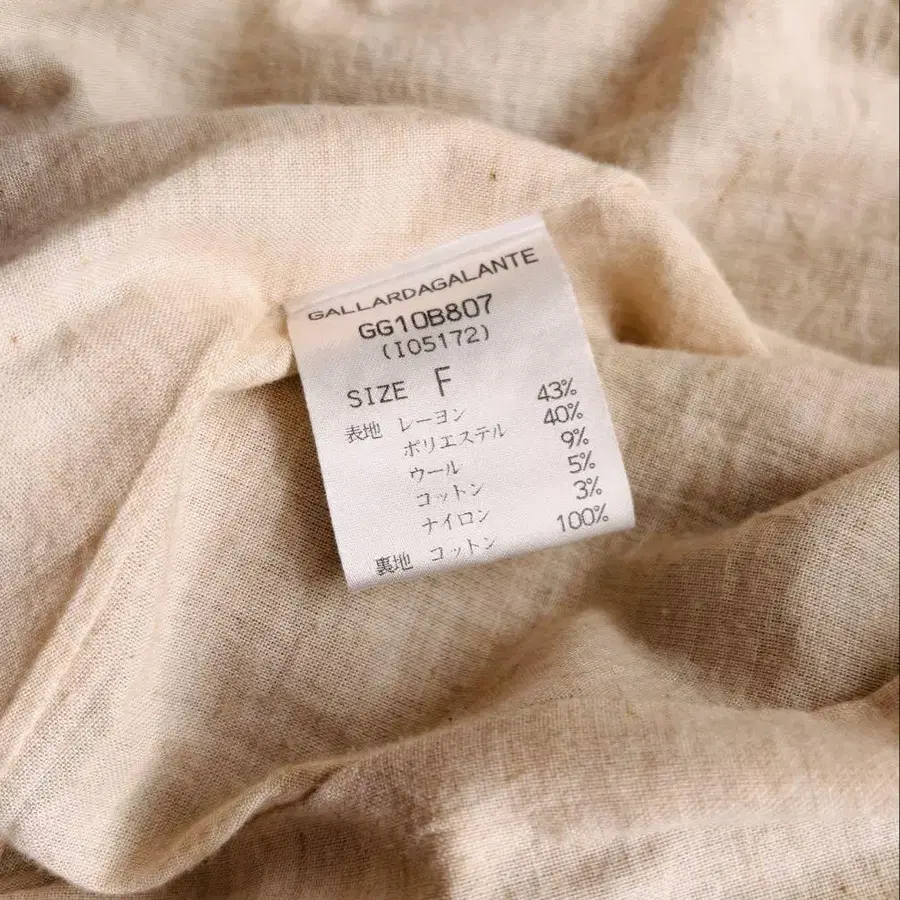 GALLARDAGALANTE
GG10B807
(I05172)
SIZE F
表地 レーヨン 43%
ポリエステル 40%
ウール 9%
コットン 5%
ナイロン 3%
裏地 コットン 100%